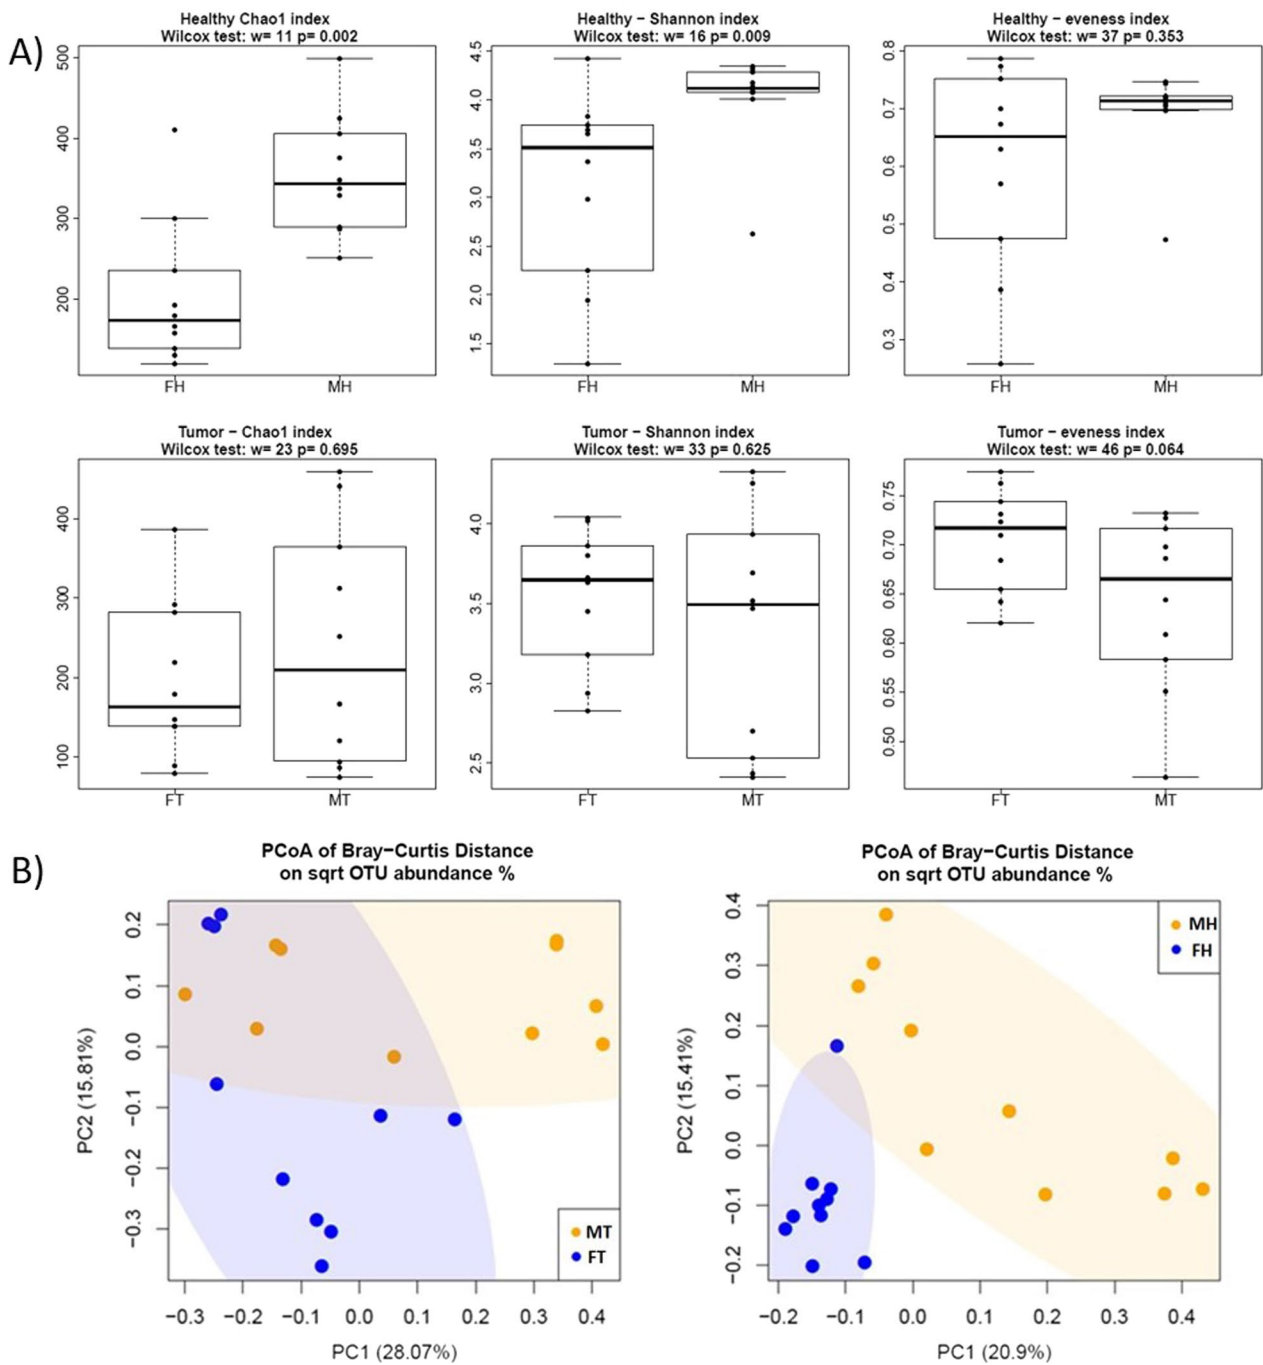 A)
Healthy Chao1 index
Wilcox test: w= 11 p= 0.002
500
400
300
200
FH
MH
Healthy − Shannon index
Wilcox test: w= 16 p= 0.009
4.5
4.0
3.5
3.0
2.5
2.0
1.5
FH
MH
Healthy − eveness index
Wilcox test: w= 37 p= 0.353
0.8
0.7
0.6
0.5
0.4
0.3
FH
MH
Tumor − Chao1 index
Wilcox test: w= 23 p= 0.695
400
300
200
100
FT
MT
Tumor − Shannon index
Wilcox test: w= 33 p= 0.625
4.0
3.5
3.0
2.5
FT
MT
Tumor − eveness index
Wilcox test: w= 46 p= 0.064
0.75
0.70
0.65
0.60
0.55
0.50
FT
MT
B)
PCoA of Bray−Curtis Distance
on sqrt OTU abundance %
PC2 (15.81%)
0.2
0.1
0.0
−0.1
−0.2
−0.3
MT
FT
−0.3 −0.2 −0.1 0.0 0.1 0.2 0.3 0.4
PC1 (28.07%)
PCoA of Bray−Curtis Distance
on sqrt OTU abundance %
PC2 (15.41%)
0.4
0.3
0.2
0.1
0.0
−0.1
−0.2
MH
FH
−0.2 −0.1 0.0 0.1 0.2 0.3 0.4
PC1 (20.9%)